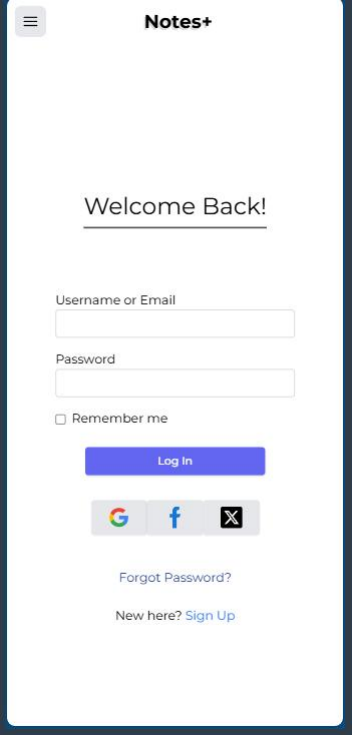 Notes+
Welcome Back!
Username or Email
Password
Remember me
Log In
Forgot Password?
New here? Sign Up